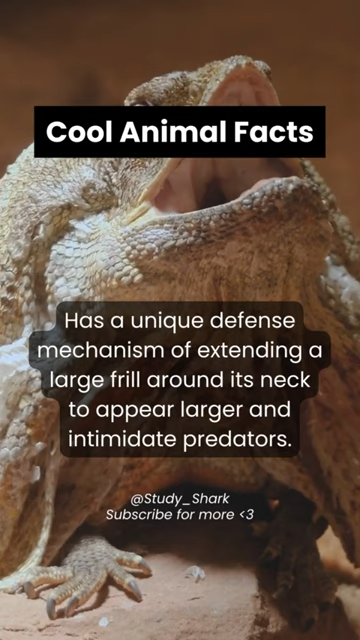 Cool Animal Facts
Has a unique defense
mechanism of extending a
large frill around its neck
to appear larger and
intimidate predators.
@Study_Shark
Subscribe for more <3